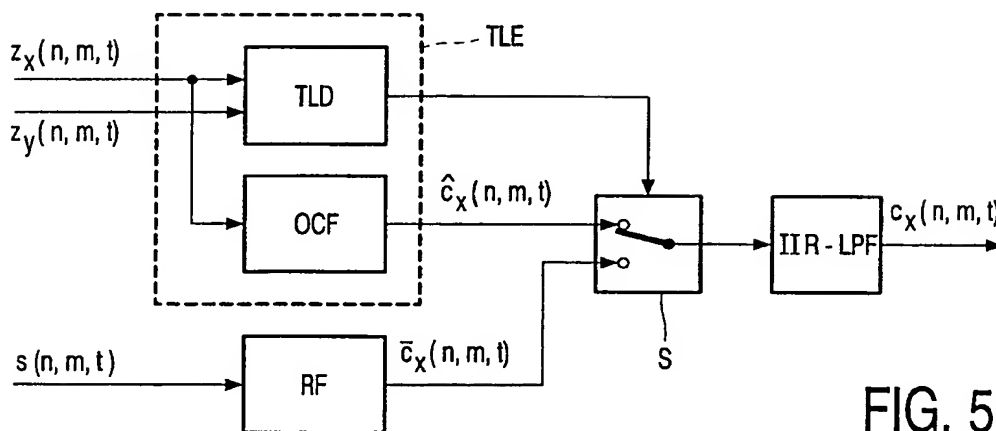 TLE
z_x(n, m, t)
TLD
z_y(n, m, t)
ĉ_x(n, m, t)
OCF
c_x(n, m, t)
IIR-LPF
s(n, m, t)
RF
c̄_x(n, m, t)
S
FIG. 5